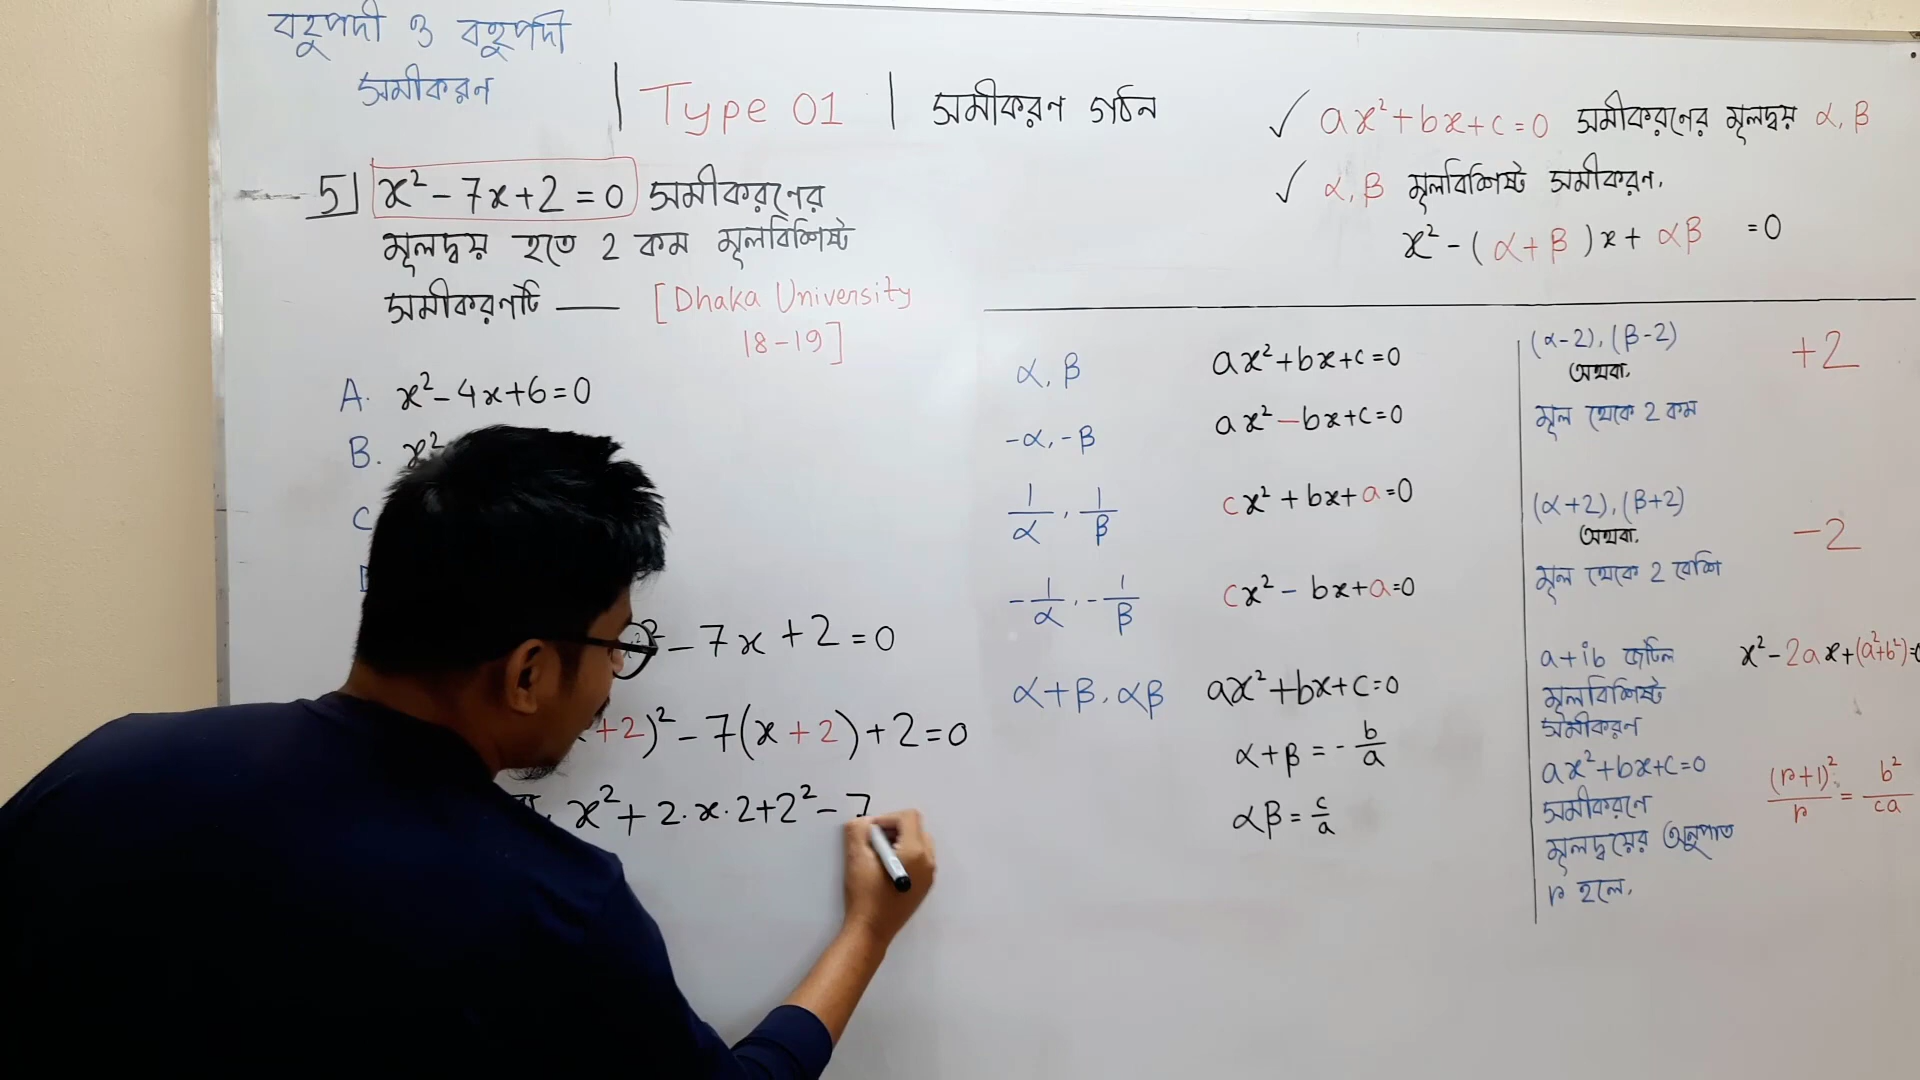 বহুপদী ও বহুপদী
সমীকরণ
Type 01
সমীকরণ গঠন
5] x² - 7x + 2 = 0 সমীকরণের
মূলদ্বয় হতে 2 কম মূলবিশিষ্ট
সমীকরণটি —— [Dhaka University
18-19]
A. x² - 4x + 6 = 0
B. x²
C
² - 7x + 2 = 0
+2)² - 7(x + 2) + 2 = 0
x² + 2·x·2 + 2² - 7
✓ ax² + bx + c = 0 সমীকরণের মূলদ্বয় α, β
✓ α, β মূলবিশিষ্ট সমীকরণ,
x² - (α + β)x + αβ = 0
α, β ax² + bx + c = 0
-α, -β ax² - bx + c = 0
1/α, 1/β cx² + bx + a = 0
-1/α, -1/β cx² - bx + a = 0
α + β, αβ ax² + bx + c = 0
α + β = - b/a
αβ = c/a
(α-2), (β-2) +2
অথবা,
মূল থেকে 2 কম
(α+2), (β+2) -2
অথবা,
মূল থেকে 2 বেশি
a + ib জটিল x² - 2ax + (a² + b²) = 0
মূলবিশিষ্ট
সমীকরণ
ax² + bx + c = 0
সমীকরণে (r+1)²/r = b²/ca
মূলদ্বয়ের অনুপাত
r হলে,